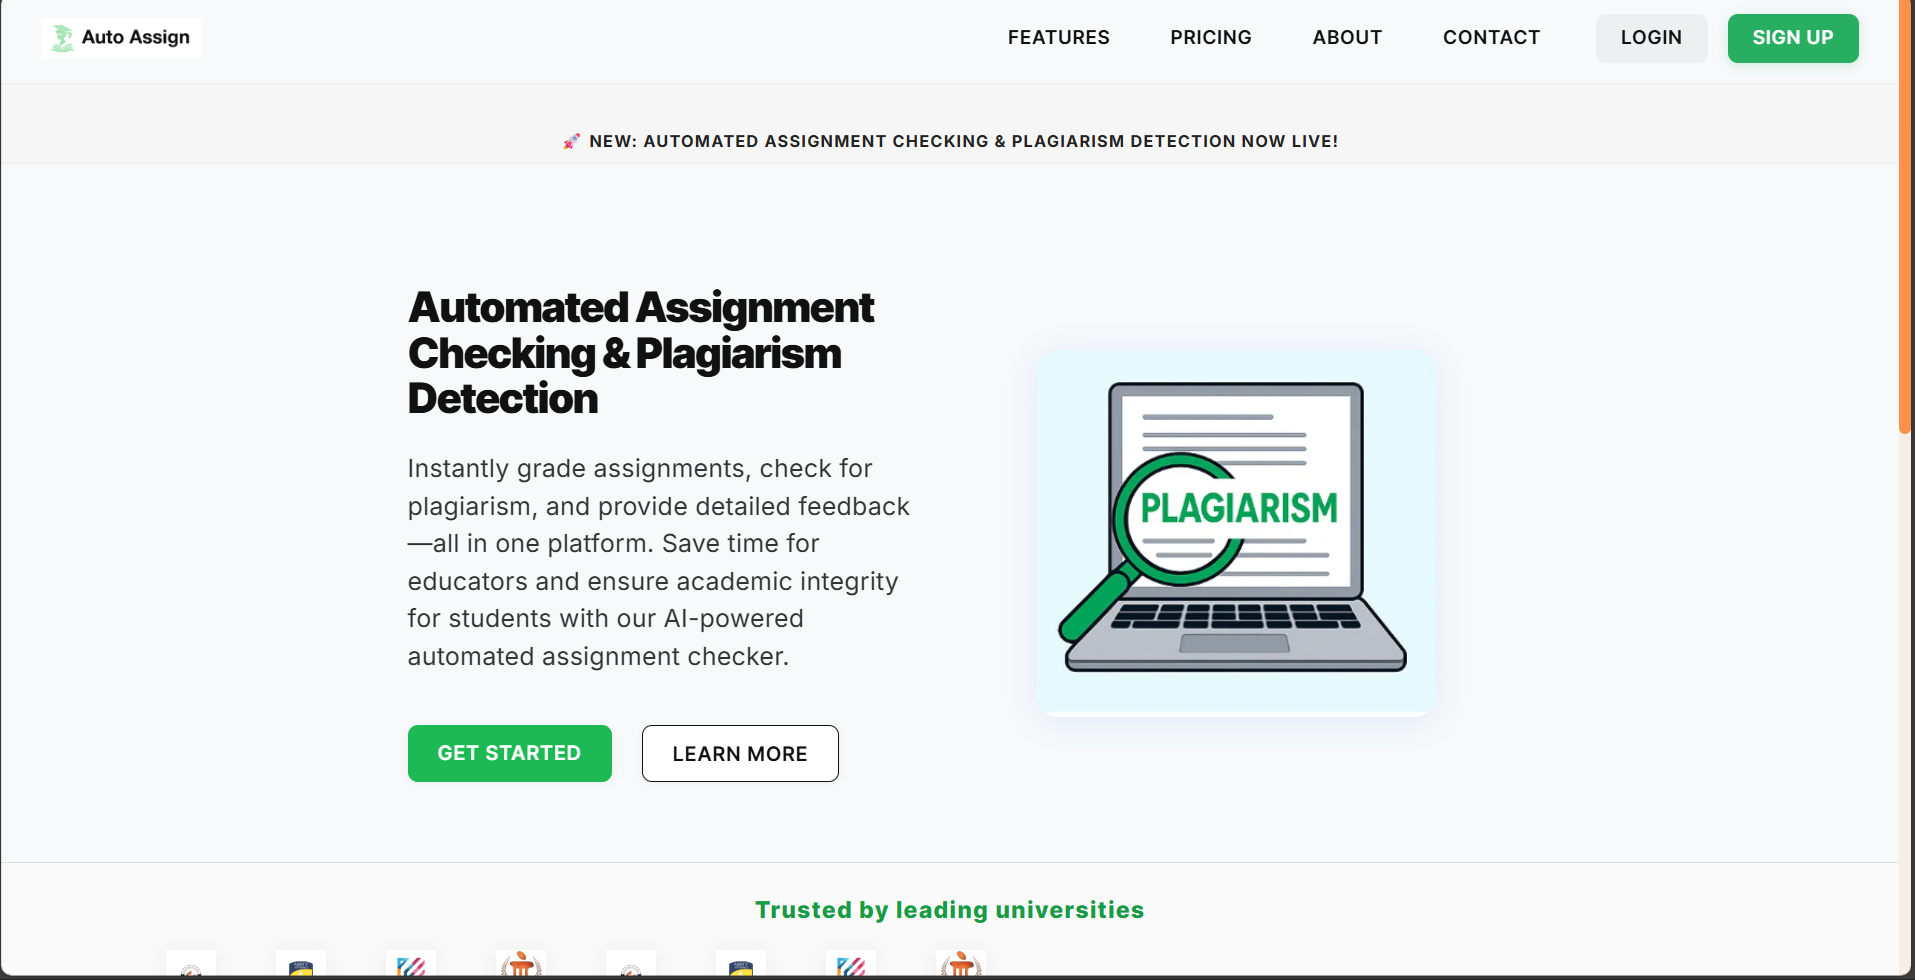 Auto Assign
FEATURES
PRICING
ABOUT
CONTACT
LOGIN
SIGN UP
🚀 NEW: AUTOMATED ASSIGNMENT CHECKING & PLAGIARISM DETECTION NOW LIVE!
Automated Assignment
Checking & Plagiarism
Detection
Instantly grade assignments, check for
plagiarism, and provide detailed feedback
—all in one platform. Save time for
educators and ensure academic integrity
for students with our AI-powered
automated assignment checker.
GET STARTED
LEARN MORE
PLAGIARISM
Trusted by leading universities